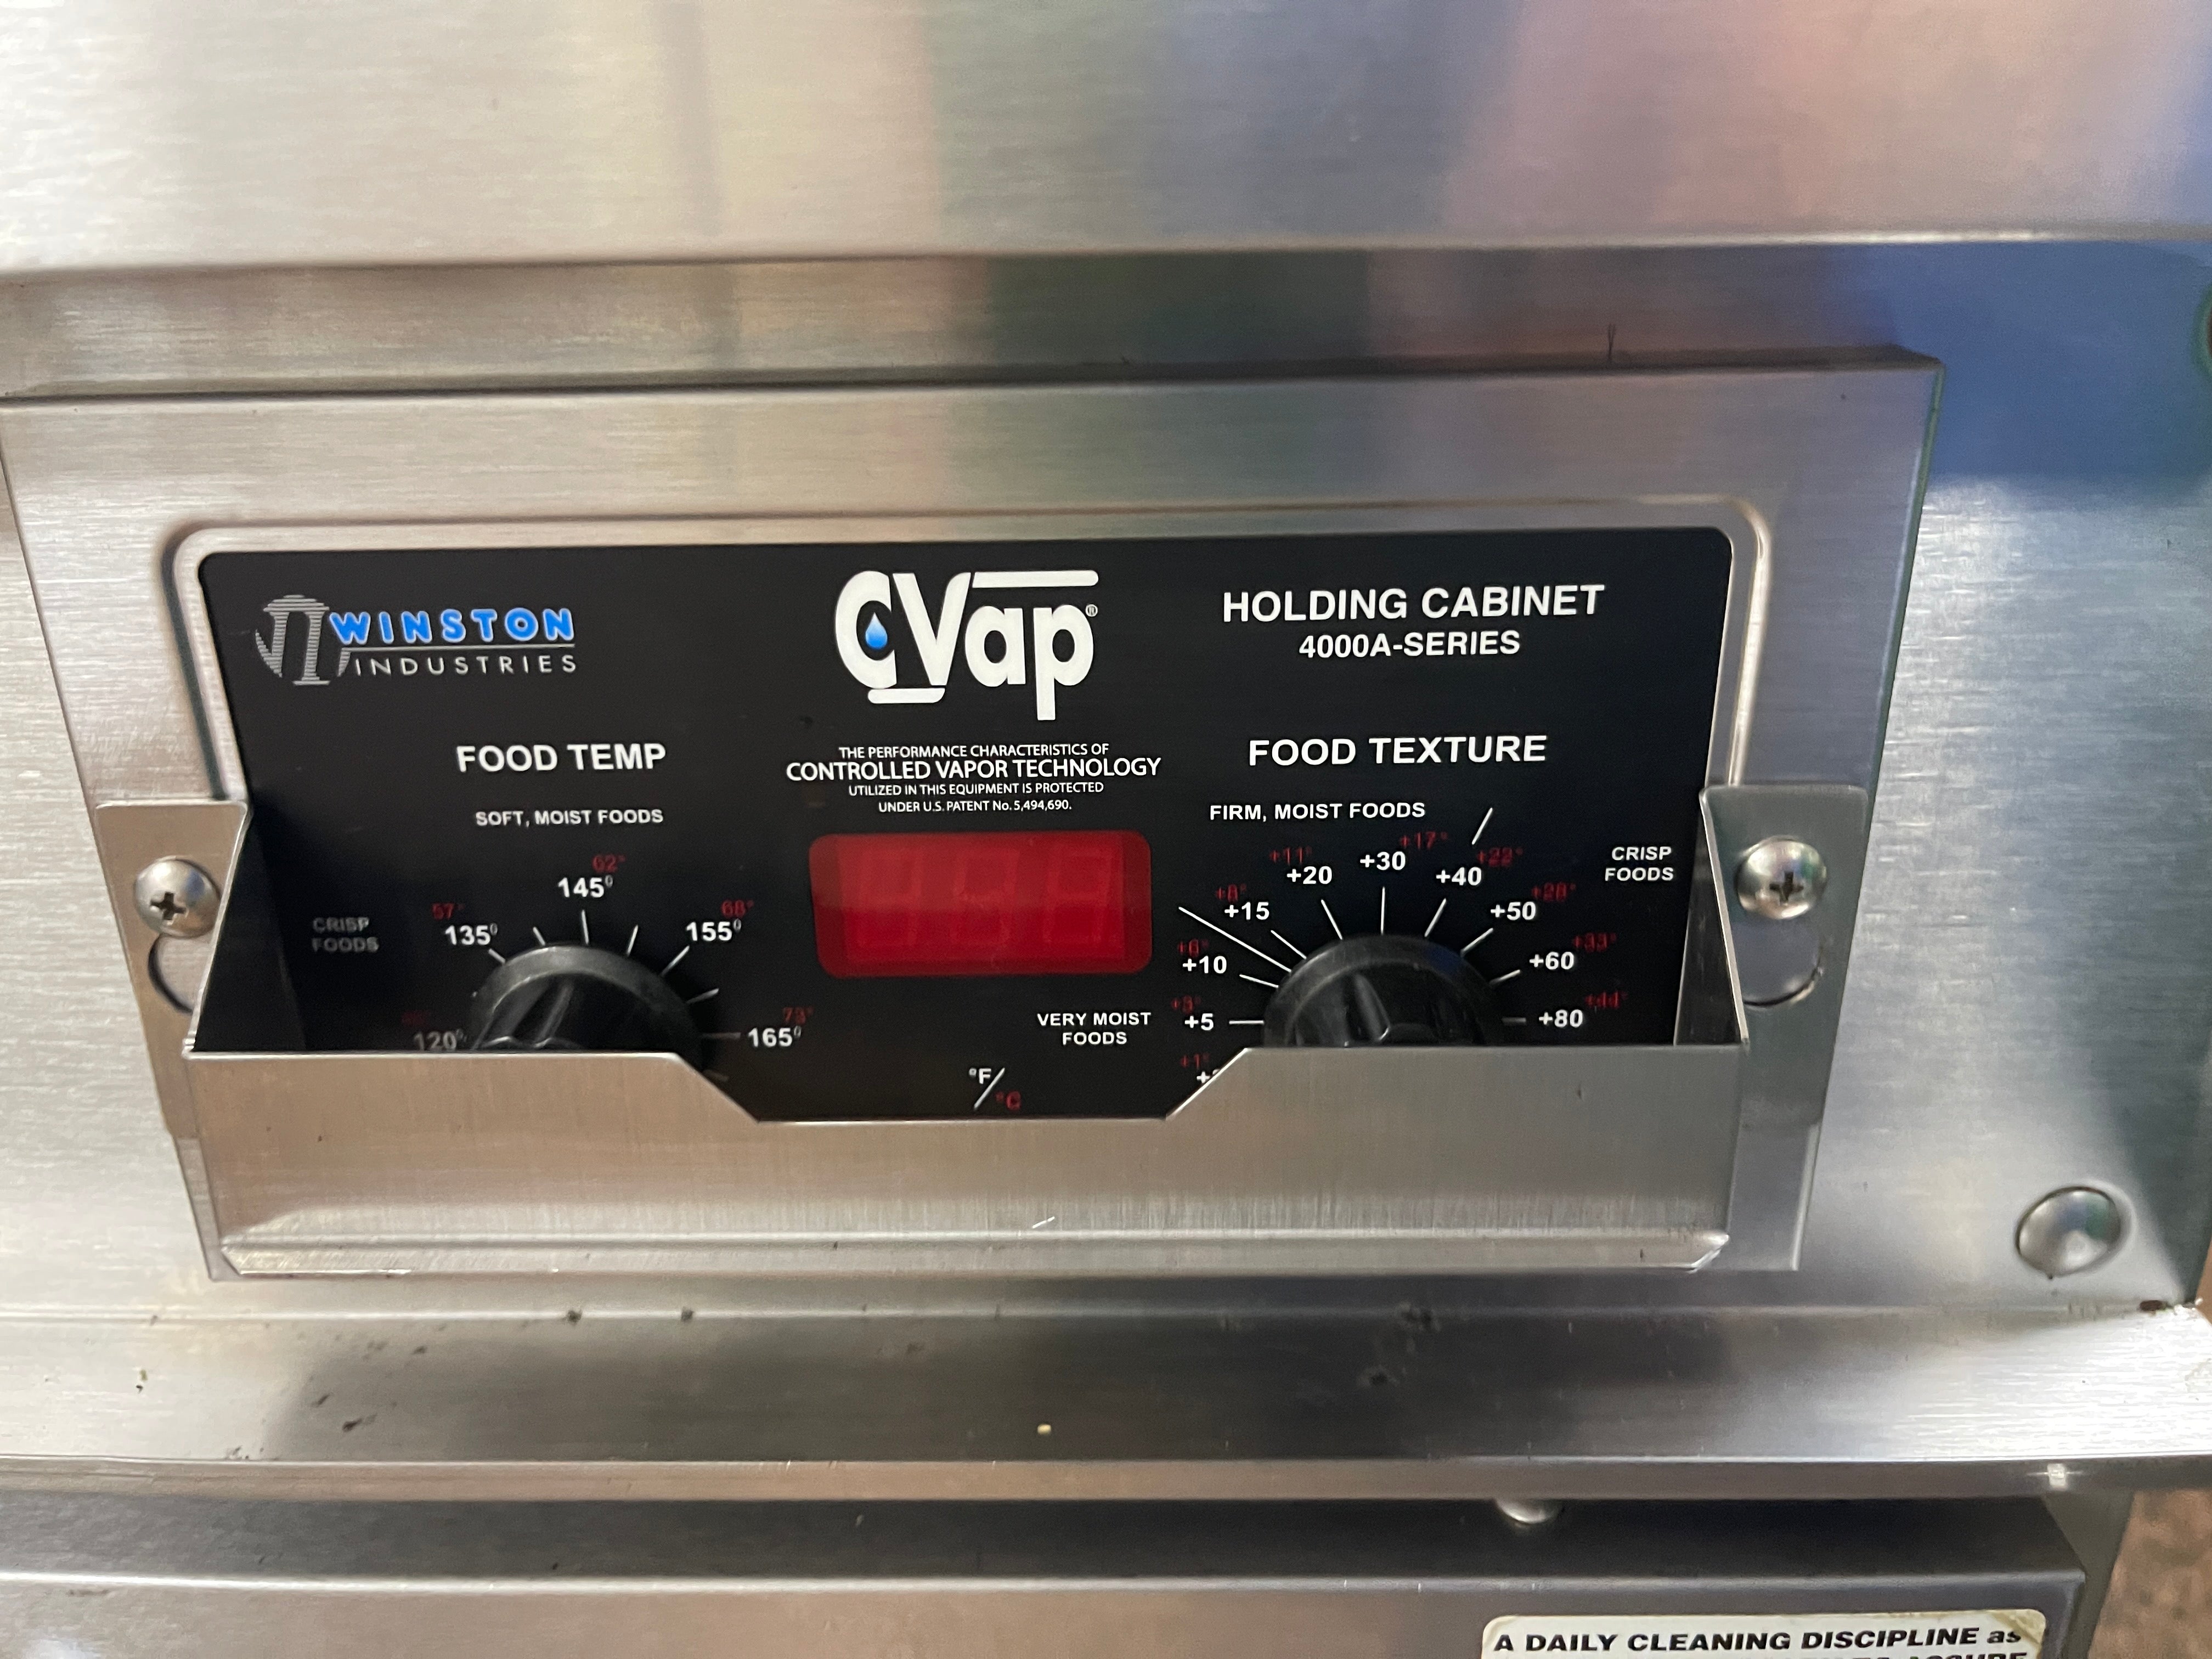 WINSTON
INDUSTRIES
CVap®
HOLDING CABINET
4000A-SERIES
FOOD TEMP
SOFT, MOIST FOODS
CRISP
FOODS
57°
62°
68°
73°
120°
135°
145°
155°
165°
THE PERFORMANCE CHARACTERISTICS OF
CONTROLLED VAPOR TECHNOLOGY
UTILIZED IN THIS EQUIPMENT IS PROTECTED
UNDER U.S. PATENT No. 5,494,690.
°F/°C
FOOD TEXTURE
FIRM, MOIST FOODS
CRISP
FOODS
VERY MOIST
FOODS
+1°
+3°
+6°
+8°
+11°
+17°
+22°
+28°
+33°
+44°
+5
+10
+15
+20
+30
+40
+50
+60
+80
A DAILY CLEANING DISCIPLINE as